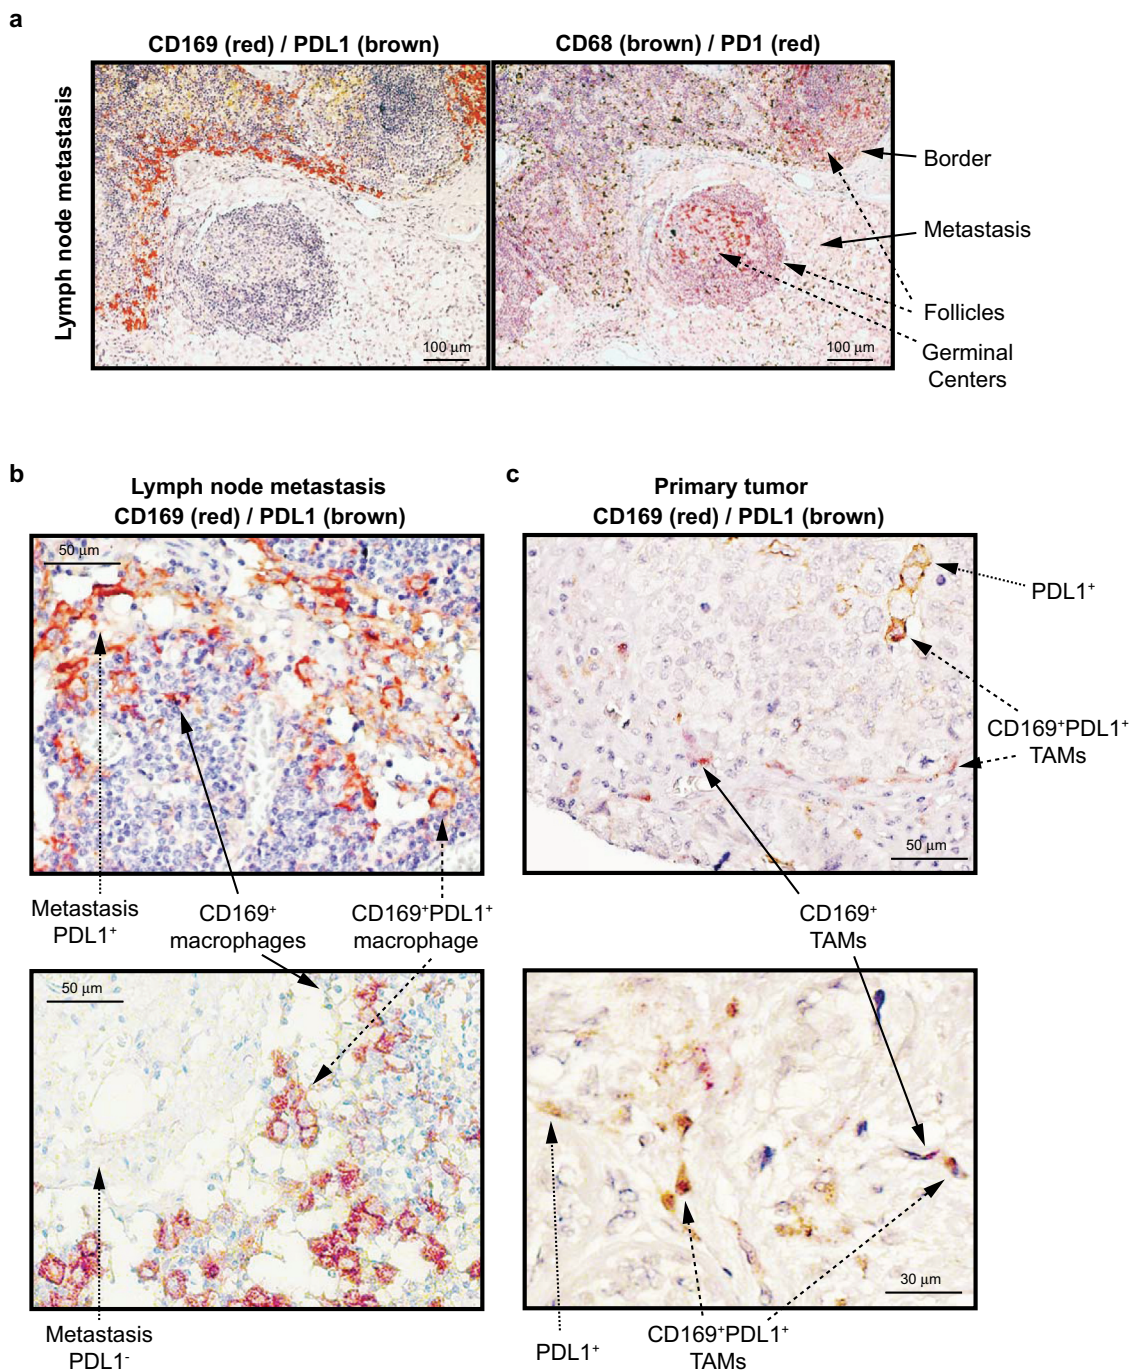 a
CD169 (red) / PDL1 (brown)
CD68 (brown) / PD1 (red)
Lymph node metastasis
Border
Metastasis
Follicles
Germinal
Centers
100 µm
100 µm
b
Lymph node metastasis
CD169 (red) / PDL1 (brown)
50 µm
Metastasis
PDL1⁺
CD169⁺
macrophages
CD169⁺PDL1⁺
macrophage
50 µm
Metastasis
PDL1⁻
c
Primary tumor
CD169 (red) / PDL1 (brown)
PDL1⁺
CD169⁺PDL1⁺
TAMs
50 µm
CD169⁺
TAMs
30 µm
PDL1⁺
CD169⁺PDL1⁺
TAMs